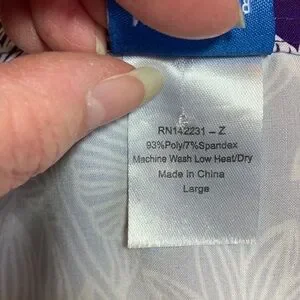 RN142231 – Z
93%Poly/7%Spandex
Machine Wash Low Heat/Dry
Made in China
Large